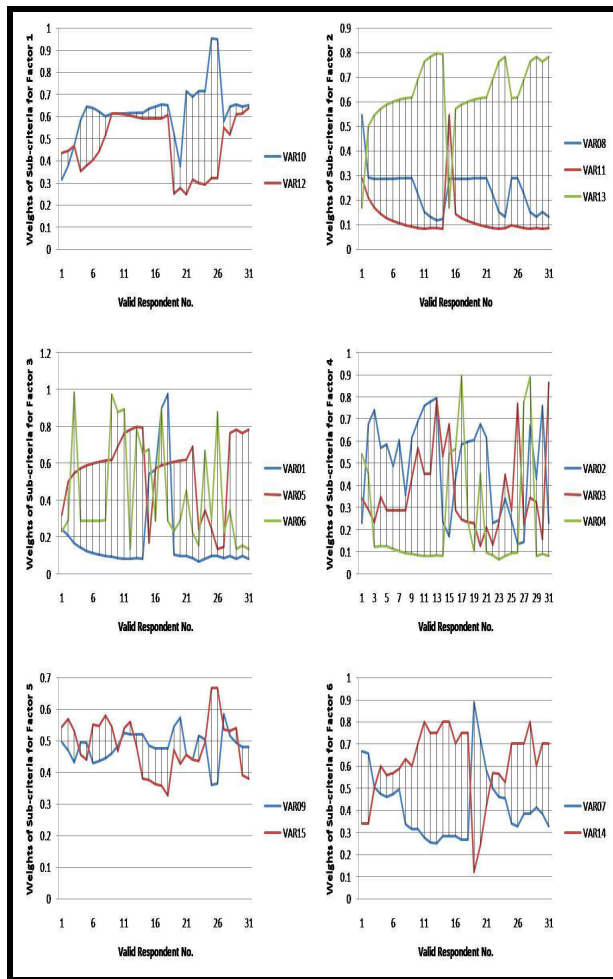 Weights of Sub-criteria for Factor 1
1
0.9
0.8
0.7
0.6
0.5
0.4
0.3
0.2
0.1
0
1 6 11 16 21 26 31
Valid Respondent No.
VAR10
VAR12
Weights of Sub-criteria for Factor 2
0.9
0.8
0.7
0.6
0.5
0.4
0.3
0.2
0.1
0
1 6 11 16 21 26 31
Valid Respondent No
VAR08
VAR11
VAR13
Weights of Sub-criteria for Factor 3
1.2
1
0.8
0.6
0.4
0.2
0
1 6 11 16 21 26 31
Valid Respondent No.
VAR01
VAR05
VAR06
Weights of Sub-criteria for Factor 4
1
0.9
0.8
0.7
0.6
0.5
0.4
0.3
0.2
0.1
0
1 3 5 7 9 11 13 15 17 19 21 23 25 27 29 31
Valid Respondent No.
VAR02
VAR03
VAR04
Weights of Sub-criteria for Factor 5
0.7
0.6
0.5
0.4
0.3
0.2
0.1
0
1 6 11 16 21 26 31
Valid Respondent No.
VAR09
VAR15
Weights of Sub-criteria for Factor 6
1
0.9
0.8
0.7
0.6
0.5
0.4
0.3
0.2
0.1
0
1 6 11 16 21 26 31
Valid Respondent No.
VAR07
VAR14